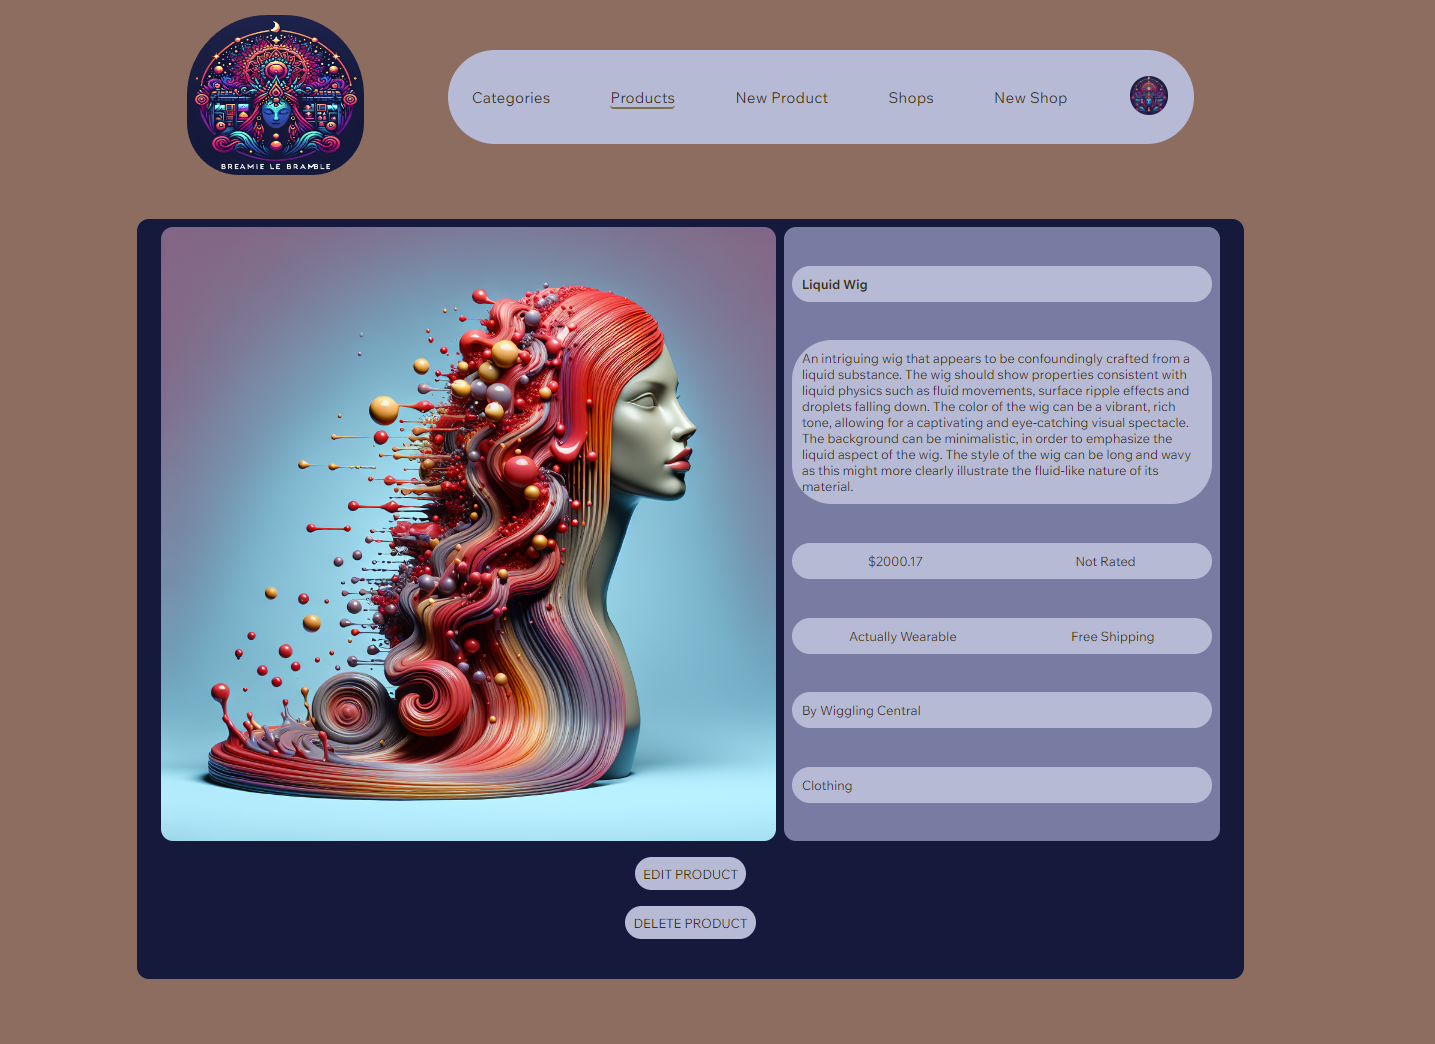 BREAMIE LE BRAMBLE
Categories Products New Product Shops New Shop
Liquid Wig
An intriguing wig that appears to be confoundingly crafted from a
liquid substance. The wig should show properties consistent with
liquid physics such as fluid movements, surface ripple effects and
droplets falling down. The color of the wig can be a vibrant, rich
tone, allowing for a captivating and eye-catching visual spectacle.
The background can be minimalistic, in order to emphasize the
liquid aspect of the wig. The style of the wig can be long and wavy
as this might more clearly illustrate the fluid-like nature of its
material.
$2000.17 Not Rated
Actually Wearable Free Shipping
By Wiggling Central
Clothing
EDIT PRODUCT
DELETE PRODUCT